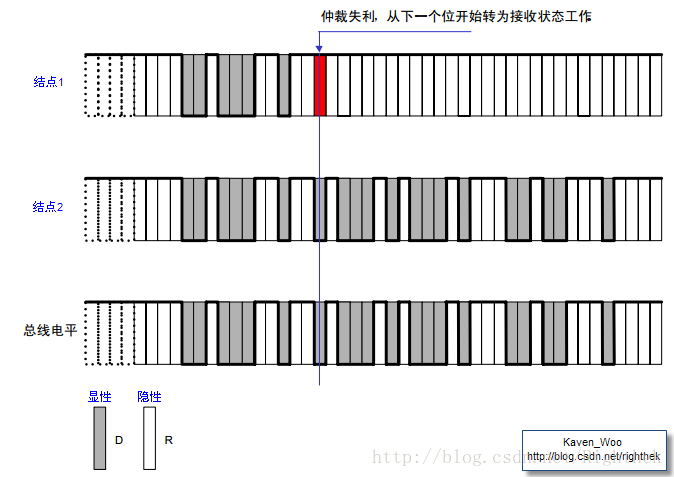 仲裁失利，从下一个位开始转为接收状态工作
结点1
结点2
总线电平
显性 隐性
D R
Kaven_Woo
http://blog.csdn.net/righthek
http://blog.csdn.net/Righthek